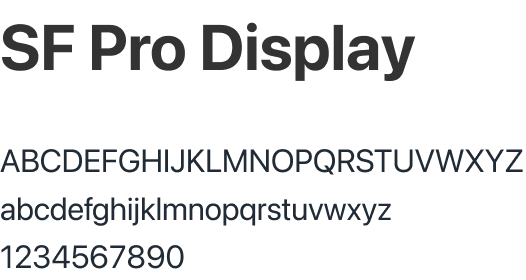 SF Pro Display
ABCDEFGHIJKLMNOPQRSTUVWXYZ
abcdefghijklmnopqrstuvwxyz
1234567890